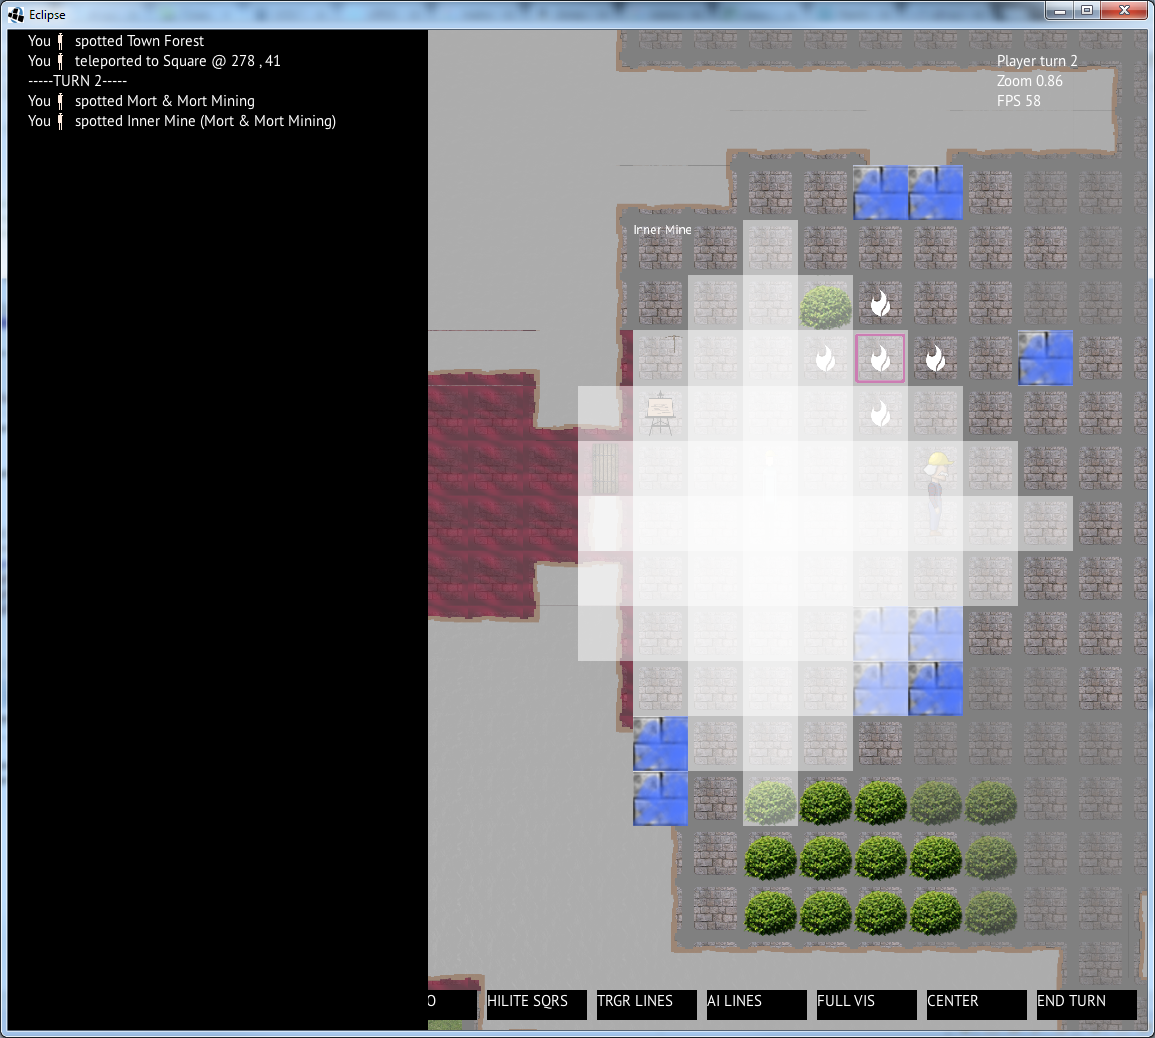 Eclipse
You spotted Town Forest
You teleported to Square @ 278 , 41
-----TURN 2-----
You spotted Mort & Mort Mining
You spotted Inner Mine (Mort & Mort Mining)
Player turn 2
Zoom 0.86
FPS 58
Inner Mine
O
HILITE SQRS
TRGR LINES
AI LINES
FULL VIS
CENTER
END TURN